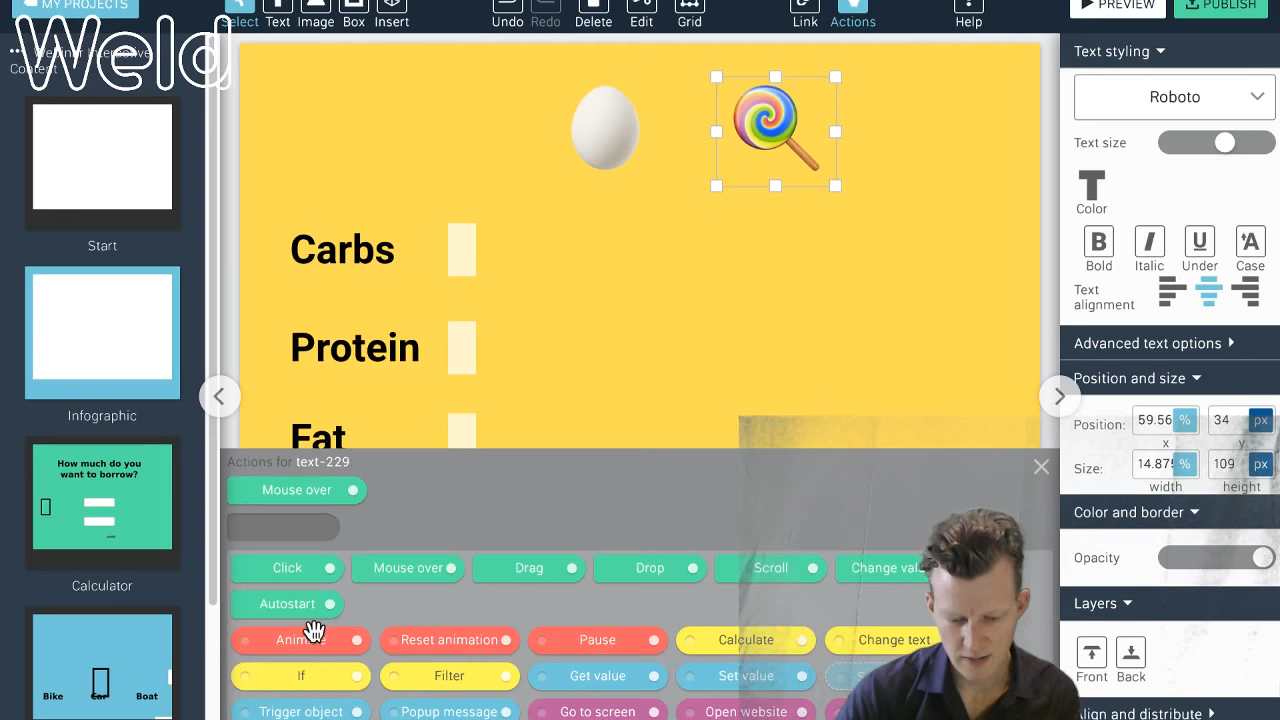 MY PROJECTS
Select
Text
Image
Box
Insert
Undo
Redo
Delete
Edit
Grid
Link
Actions
Help
PREVIEW
PUBLISH
Weld
Webinar Interactive
Content
Start
Infographic
How much do you
want to borrow?
Calculator
Bike
Car
Boat
Carbs
Protein
Fat
Actions for text-229
Mouse over
Click
Mouse over
Drag
Drop
Scroll
Autostart
Reset animation
Pause
Calculate
Change text
If
Filter
Get value
Set value
Trigger object
Popup message
Go to screen
Open website
Text styling
Roboto
Text size
T
Color
B
I
U
A
Bold
Italic
Under
Case
Text
alignment
Advanced text options
Position and size
Position:
59.56
%
34
px
x
y
Size:
14.875
%
109
px
width
height
Color and border
Opacity
Layers
Front
Back
Align and distribute